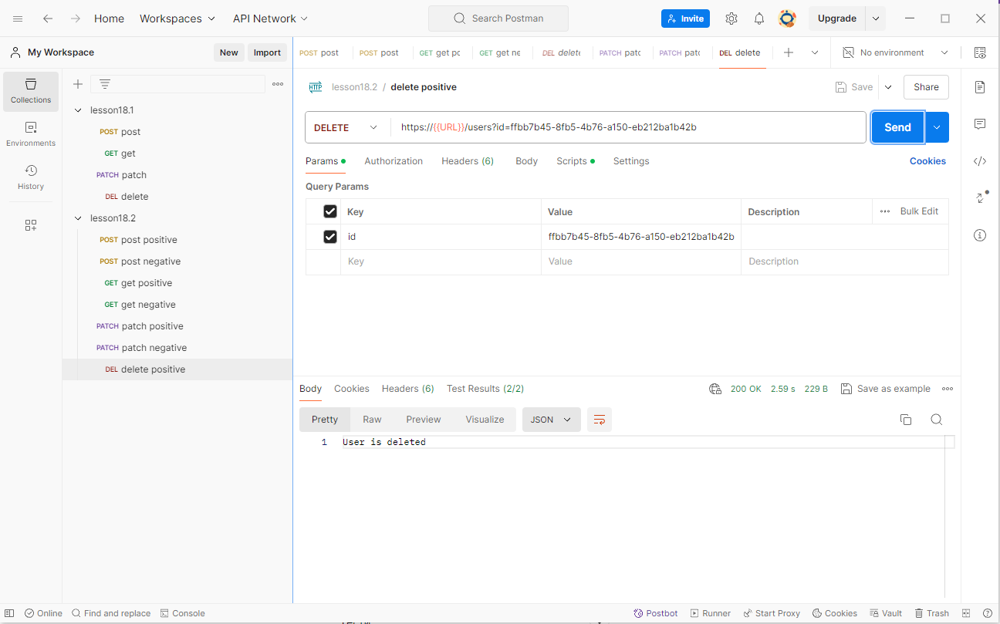 Home Workspaces API Network Search Postman Invite Upgrade
My Workspace New Import
POST post POST post GET get po GET get ne DEL delete PATCH patc PATCH patc DEL delete No environment
Collections
Environments
History
lesson18.1
POST post
GET get
PATCH patch
DEL delete
lesson18.2
POST post positive
POST post negative
GET get positive
GET get negative
PATCH patch positive
PATCH patch negative
DEL delete positive
HTTP lesson18.2 / delete positive Save Share
DELETE https://{{URL}}/users?id=ffbb7b45-8fb5-4b76-a150-eb212ba1b42b Send
Params Authorization Headers (6) Body Scripts Settings Cookies
Query Params
Key Value Description Bulk Edit
id ffbb7b45-8fb5-4b76-a150-eb212ba1b42b
Key Value Description
Body Cookies Headers (6) Test Results (2/2) 200 OK 2.59 s 229 B Save as example
Pretty Raw Preview Visualize JSON
1 User is deleted
Online Find and replace Console Postbot Runner Start Proxy Cookies Vault Trash